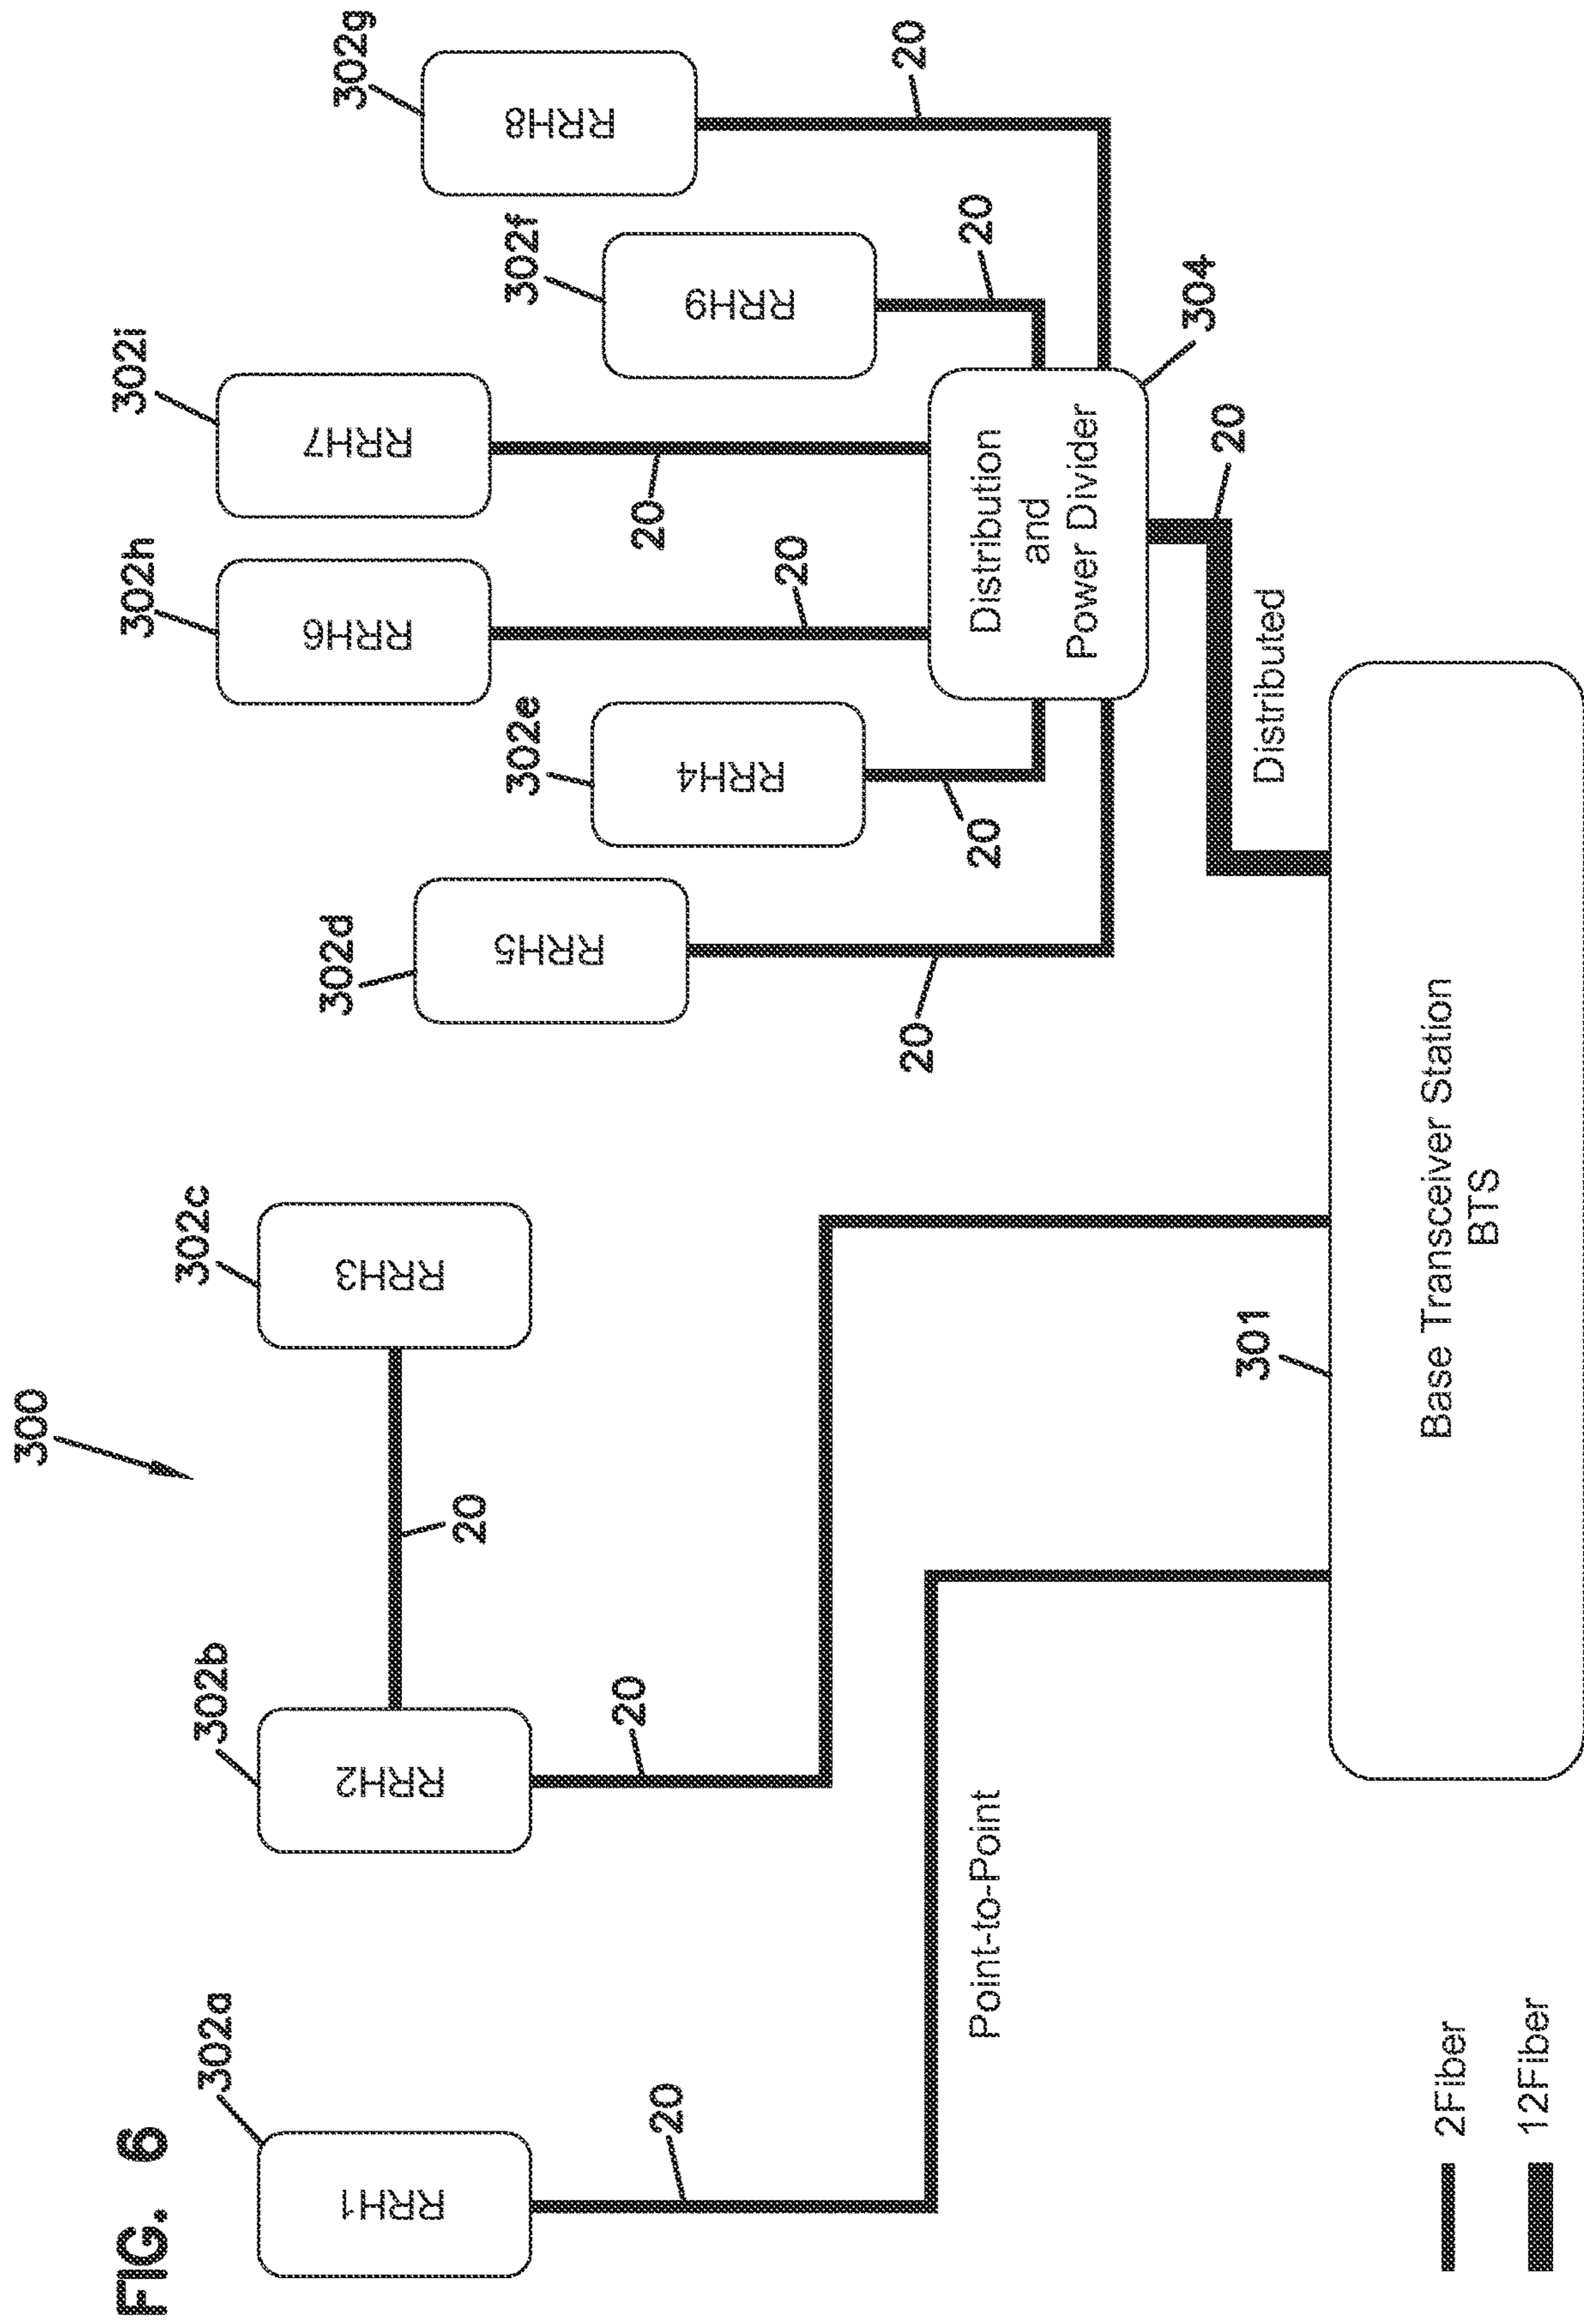 FIG. 6
300
302a
RRH1
20
302b
RRH2
20
20
302c
RRH3
302d
RRH5
20
302e
RRH4
20
302h
RRH6
20
302i
RRH7
20
302f
RRH9
20
302g
RRH8
20
Distribution
and
Power Divider
304
20
Distributed
Point-to-Point
301
Base Transceiver Station
BTS
2Fiber
12Fiber